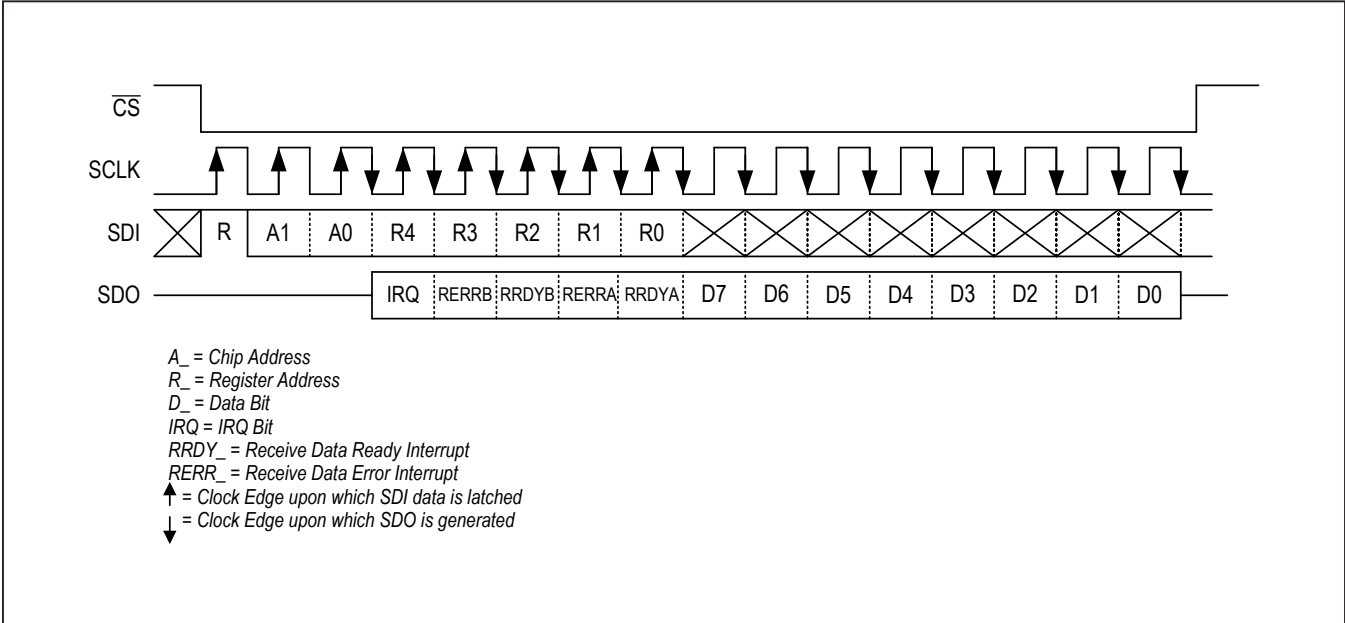 CS
SCLK
SDI R A1 A0 R4 R3 R2 R1 R0
SDO IRQ RERRB RRDYB RERRA RRDYA D7 D6 D5 D4 D3 D2 D1 D0
A_ = Chip Address
R_ = Register Address
D_ = Data Bit
IRQ = IRQ Bit
RRDY_ = Receive Data Ready Interrupt
RERR_ = Receive Data Error Interrupt
= Clock Edge upon which SDI data is latched
= Clock Edge upon which SDO is generated